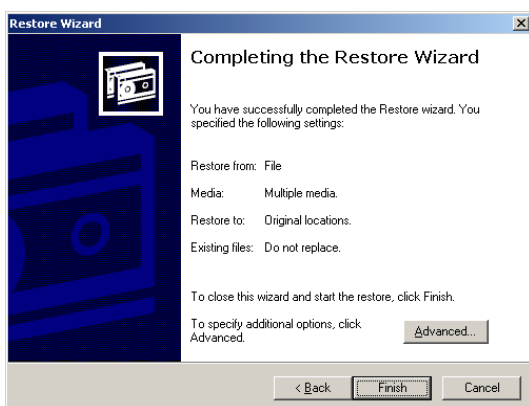 Restore Wizard
Completing the Restore Wizard
You have successfully completed the Restore wizard. You
specified the following settings:
Restore from: File
Media: Multiple media.
Restore to: Original locations.
Existing files: Do not replace.
To close this wizard and start the restore, click Finish.
To specify additional options, click
Advanced.
Advanced...
< Back Finish Cancel